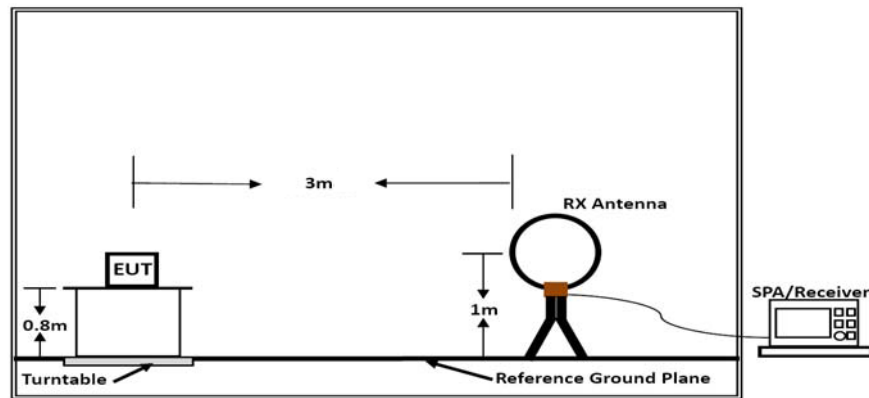 3m
RX Antenna
EUT
SPA/Receiver
0.8m
1m
Turntable
Reference Ground Plane